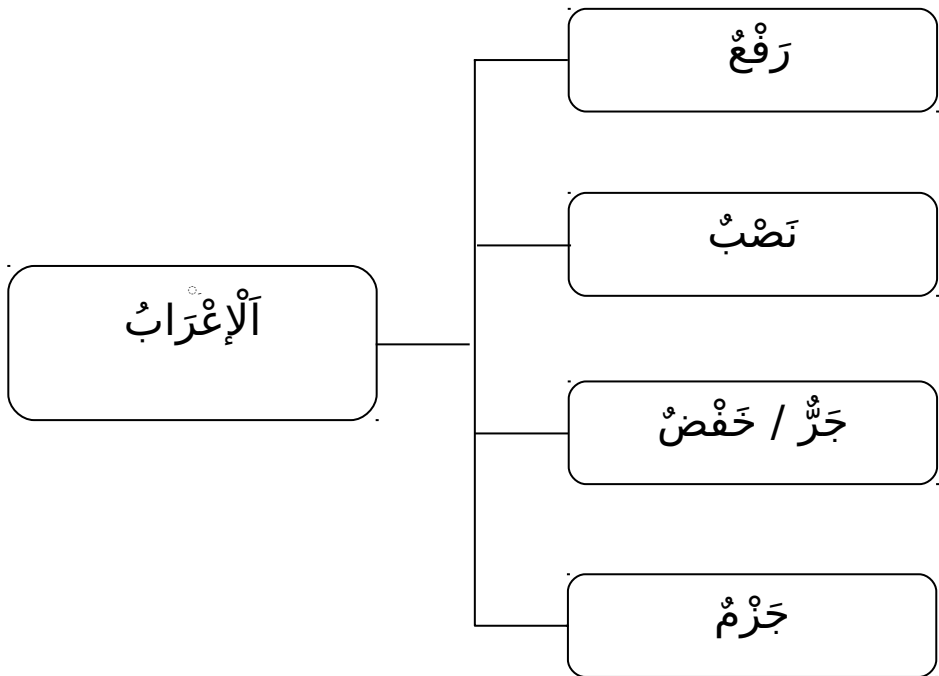 اَلْإِعْرَابُ
رَفْعٌ
نَصْبٌ
جَرٌّ / خَفْضٌ
جَزْمٌ